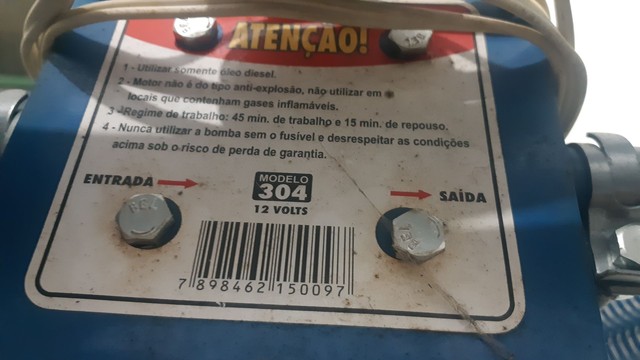 ATENÇÃO!
1 - Utilizar somente óleo diesel.
2 - Motor não é do tipo anti-explosão, não utilizar em
locais que contenham gases inflamáveis.
3 - Regime de trabalho: 45 min. de trabalho e 15 min. de repouso.
4 - Nunca utilizar a bomba sem o fusível e desrespeitar as condições
acima sob o risco de perda de garantia.
ENTRADA
MODELO
304
12 VOLTS
SAÍDA
7 898462 150097